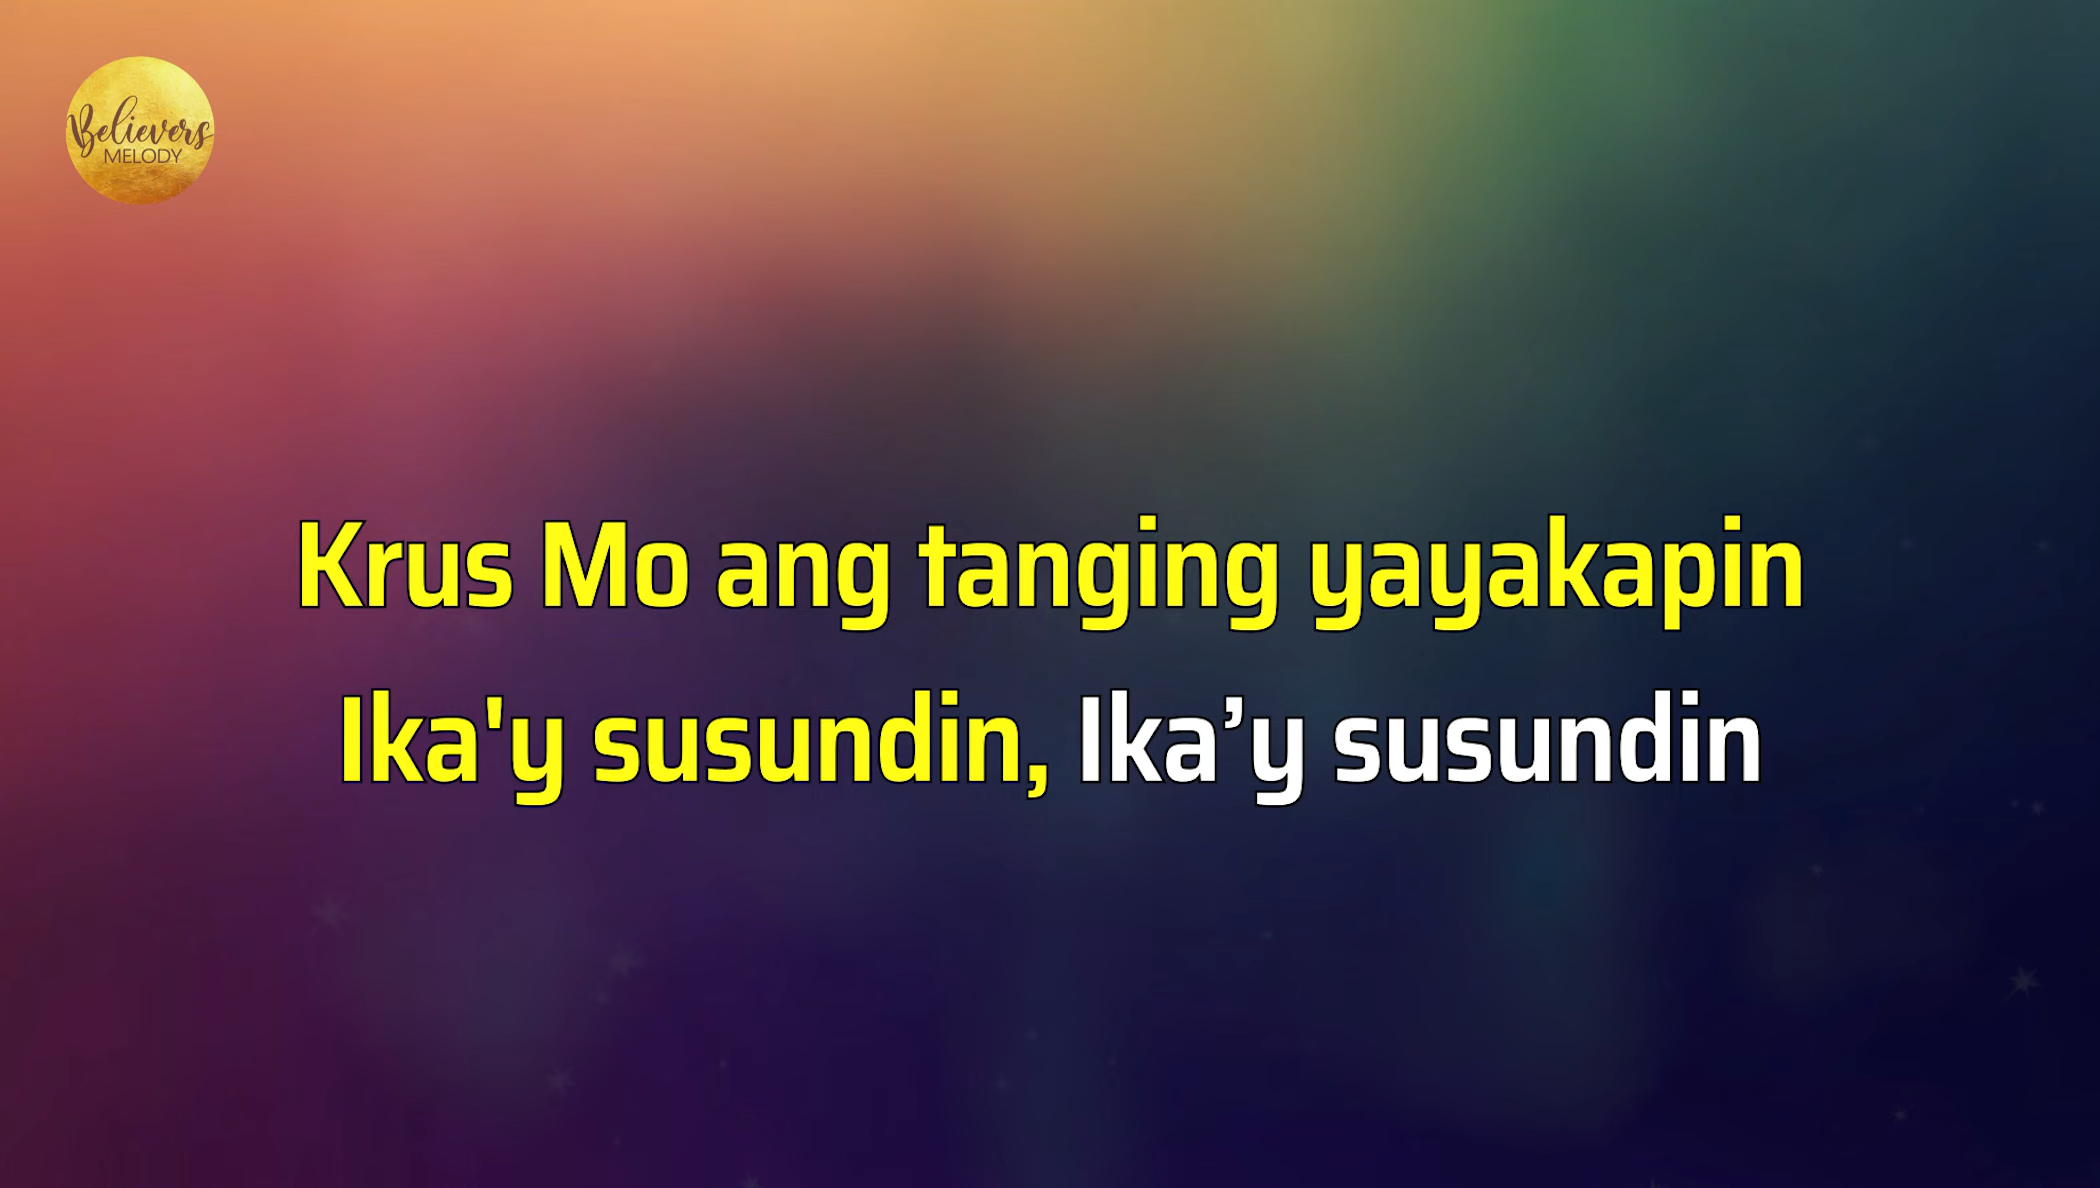 Believers
MELODY
Krus Mo ang tanging yayakapin
Ika'y susundin, Ika’y susundin